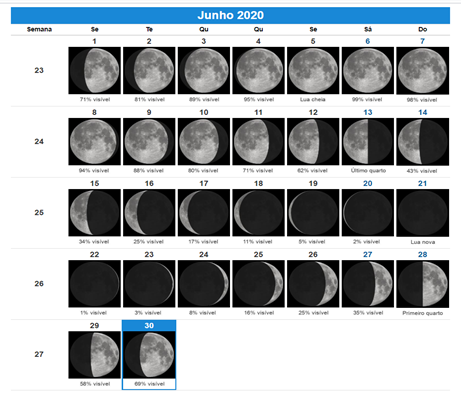 Junho 2020
Semana Se Te Qu Qu Se Sá Do
1 2 3 4 5 6 7
23
71% visível 81% visível 89% visível 95% visível Lua cheia 99% visível 98% visível
8 9 10 11 12 13 14
24
94% visível 88% visível 80% visível 71% visível 62% visível Último quarto 43% visível
15 16 17 18 19 20 21
25
34% visível 25% visível 17% visível 11% visível 5% visível 2% visível Lua nova
22 23 24 25 26 27 28
26
1% visível 3% visível 8% visível 16% visível 25% visível 35% visível Primeiro quarto
29 30
27
58% visível 69% visível